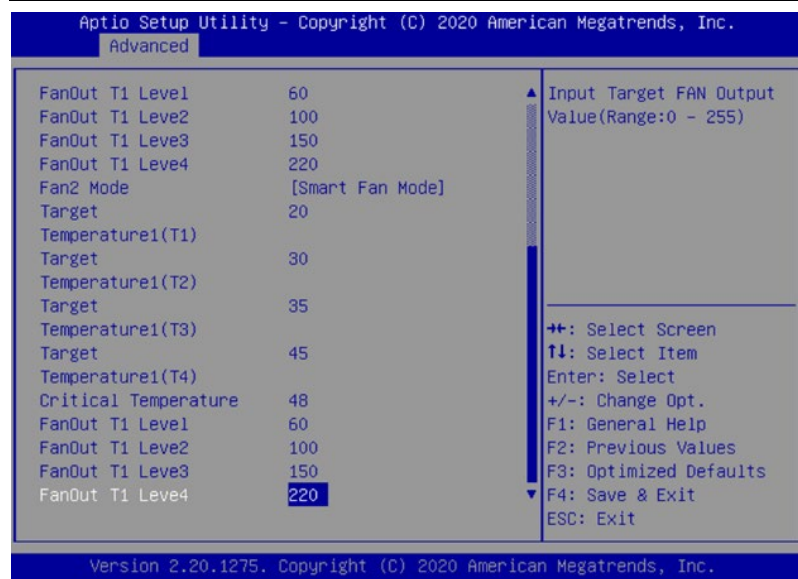 Aptio Setup Utility – Copyright (C) 2020 American Megatrends, Inc.
Advanced
FanOut T1 Level 60
FanOut T1 Leve2 100
FanOut T1 Leve3 150
FanOut T1 Leve4 220
Fan2 Mode [Smart Fan Mode]
Target 20
Temperature1(T1)
Target 30
Temperature1(T2)
Target 35
Temperature1(T3)
Target 45
Temperature1(T4)
Critical Temperature 48
FanOut T1 Level 60
FanOut T1 Leve2 100
FanOut T1 Leve3 150
FanOut T1 Leve4 220
Input Target FAN Output
Value(Range:0 - 255)
→←: Select Screen
↑↓: Select Item
Enter: Select
+/-: Change Opt.
F1: General Help
F2: Previous Values
F3: Optimized Defaults
F4: Save & Exit
ESC: Exit
Version 2.20.1275. Copyright (C) 2020 American Megatrends, Inc.